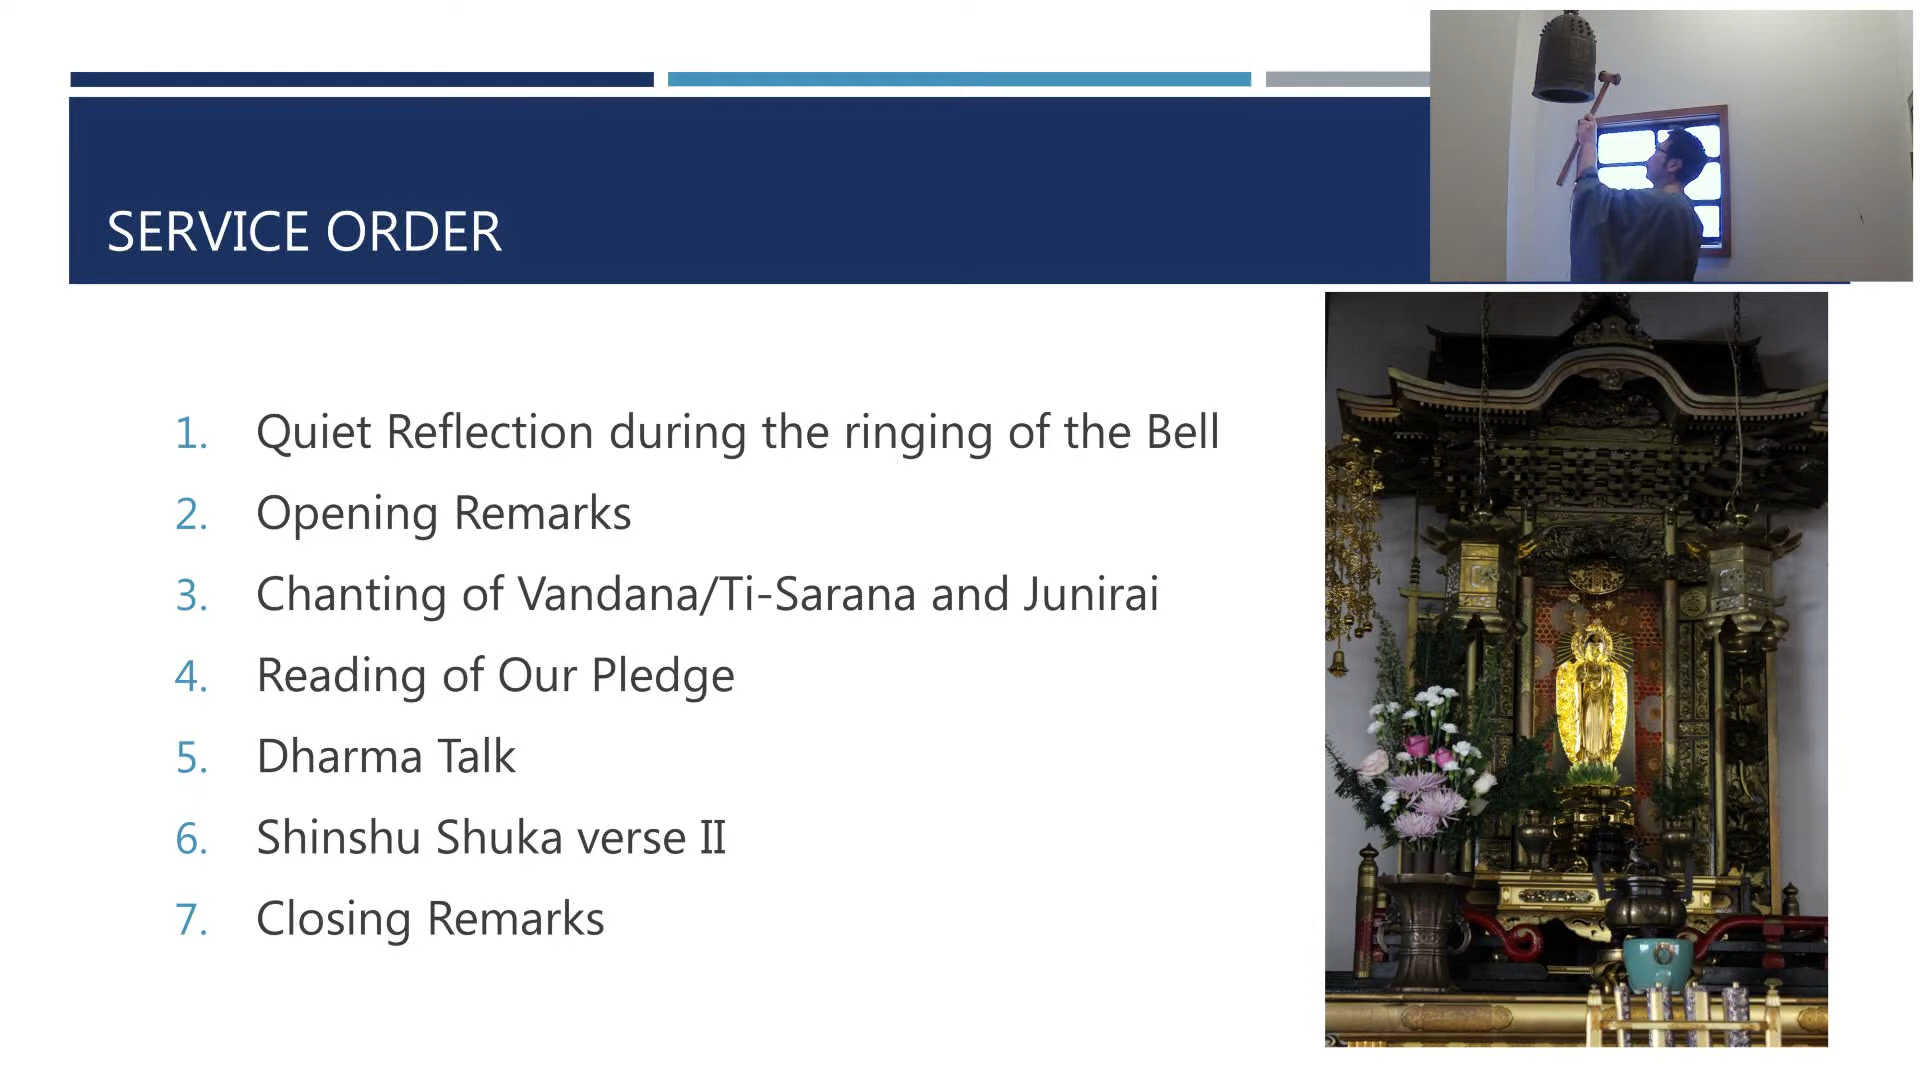 SERVICE ORDER
1. Quiet Reflection during the ringing of the Bell
2. Opening Remarks
3. Chanting of Vandana/Ti-Sarana and Junirai
4. Reading of Our Pledge
5. Dharma Talk
6. Shinshu Shuka verse II
7. Closing Remarks